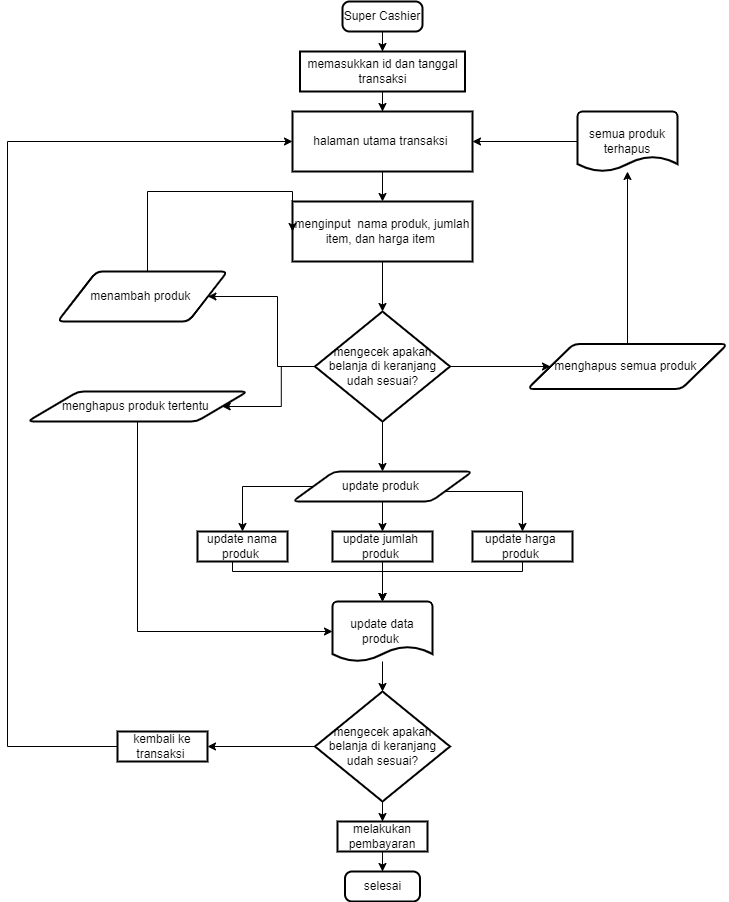 Super Cashier
memasukkan id dan tanggal
transaksi
halaman utama transaksi
semua produk
terhapus
menginput  nama produk, jumlah
item, dan harga item
menambah produk
mengecek apakan
belanja di keranjang
udah sesuai?
menghapus semua produk
menghapus produk tertentu
update produk
update nama
produk
update jumlah
produk
update harga
produk
update data
produk
mengecek apakan
belanja di keranjang
udah sesuai?
kembali ke
transaksi
melakukan
pembayaran
selesai